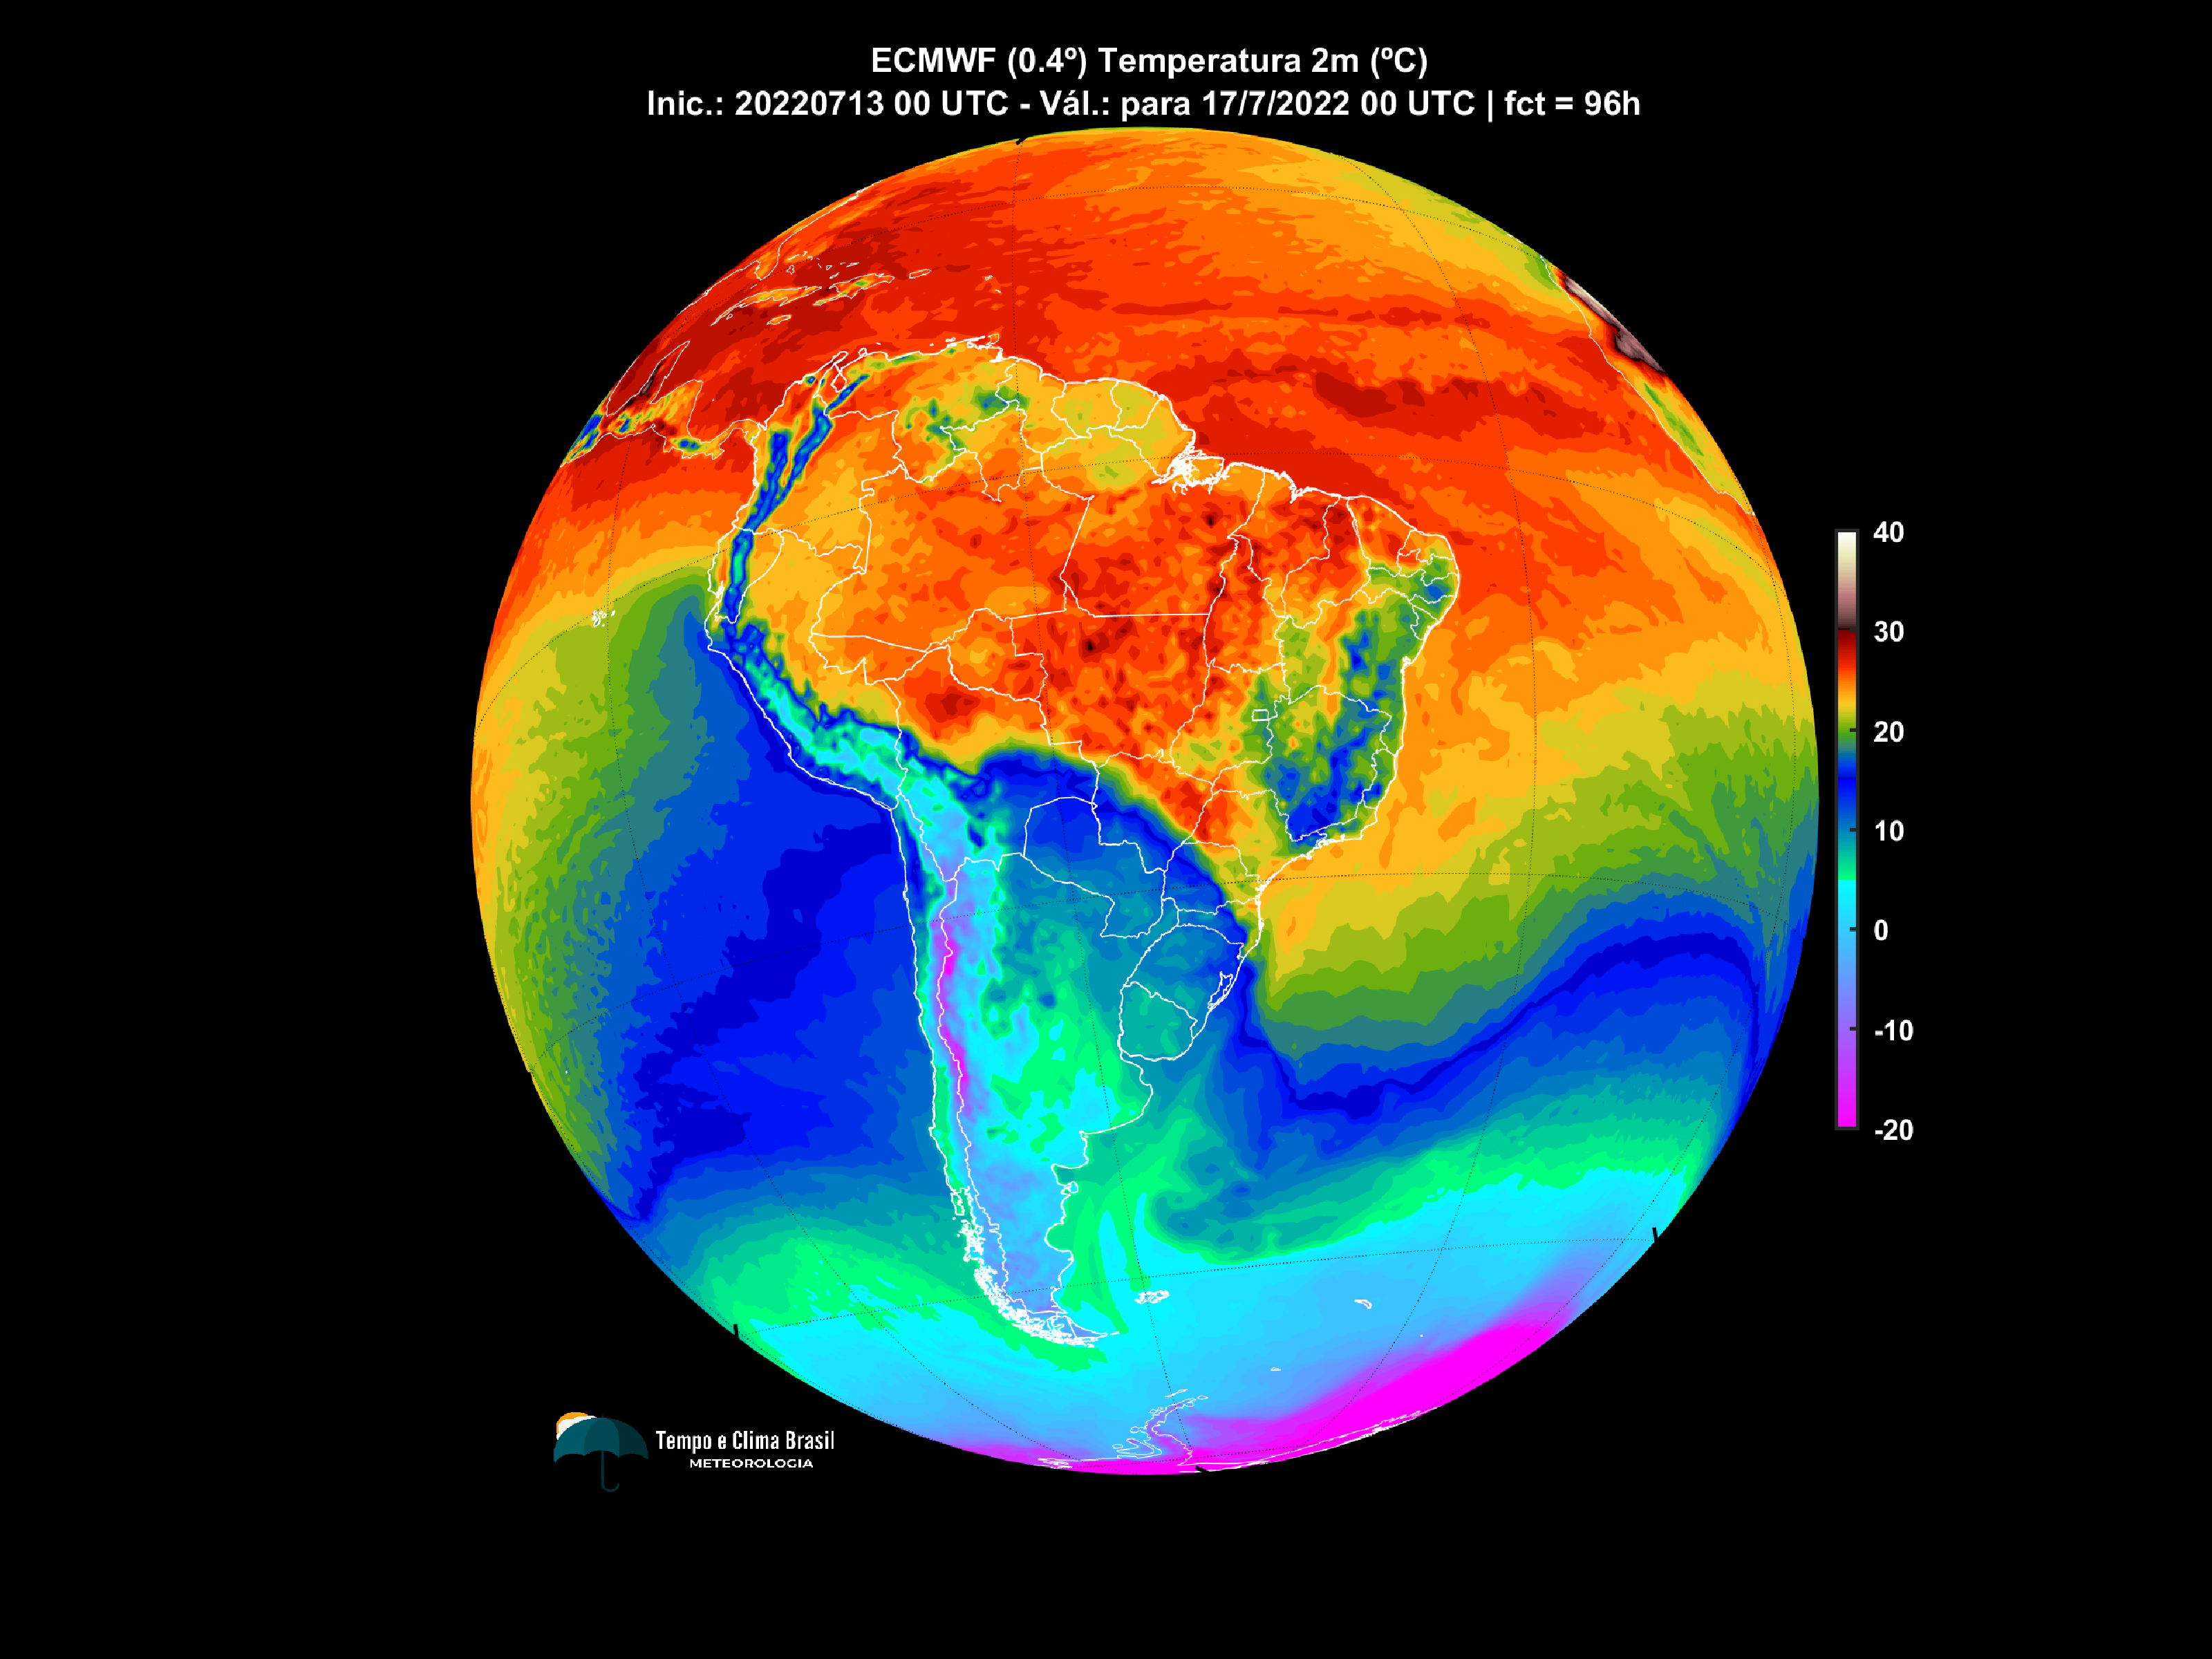 ECMWF (0.4º) Temperatura 2m (ºC)
Inic.: 20220713 00 UTC - Vál.: para 17/7/2022 00 UTC | fct = 96h
40
30
20
10
0
-10
-20
Tempo e Clima Brasil
METEOROLOGIA